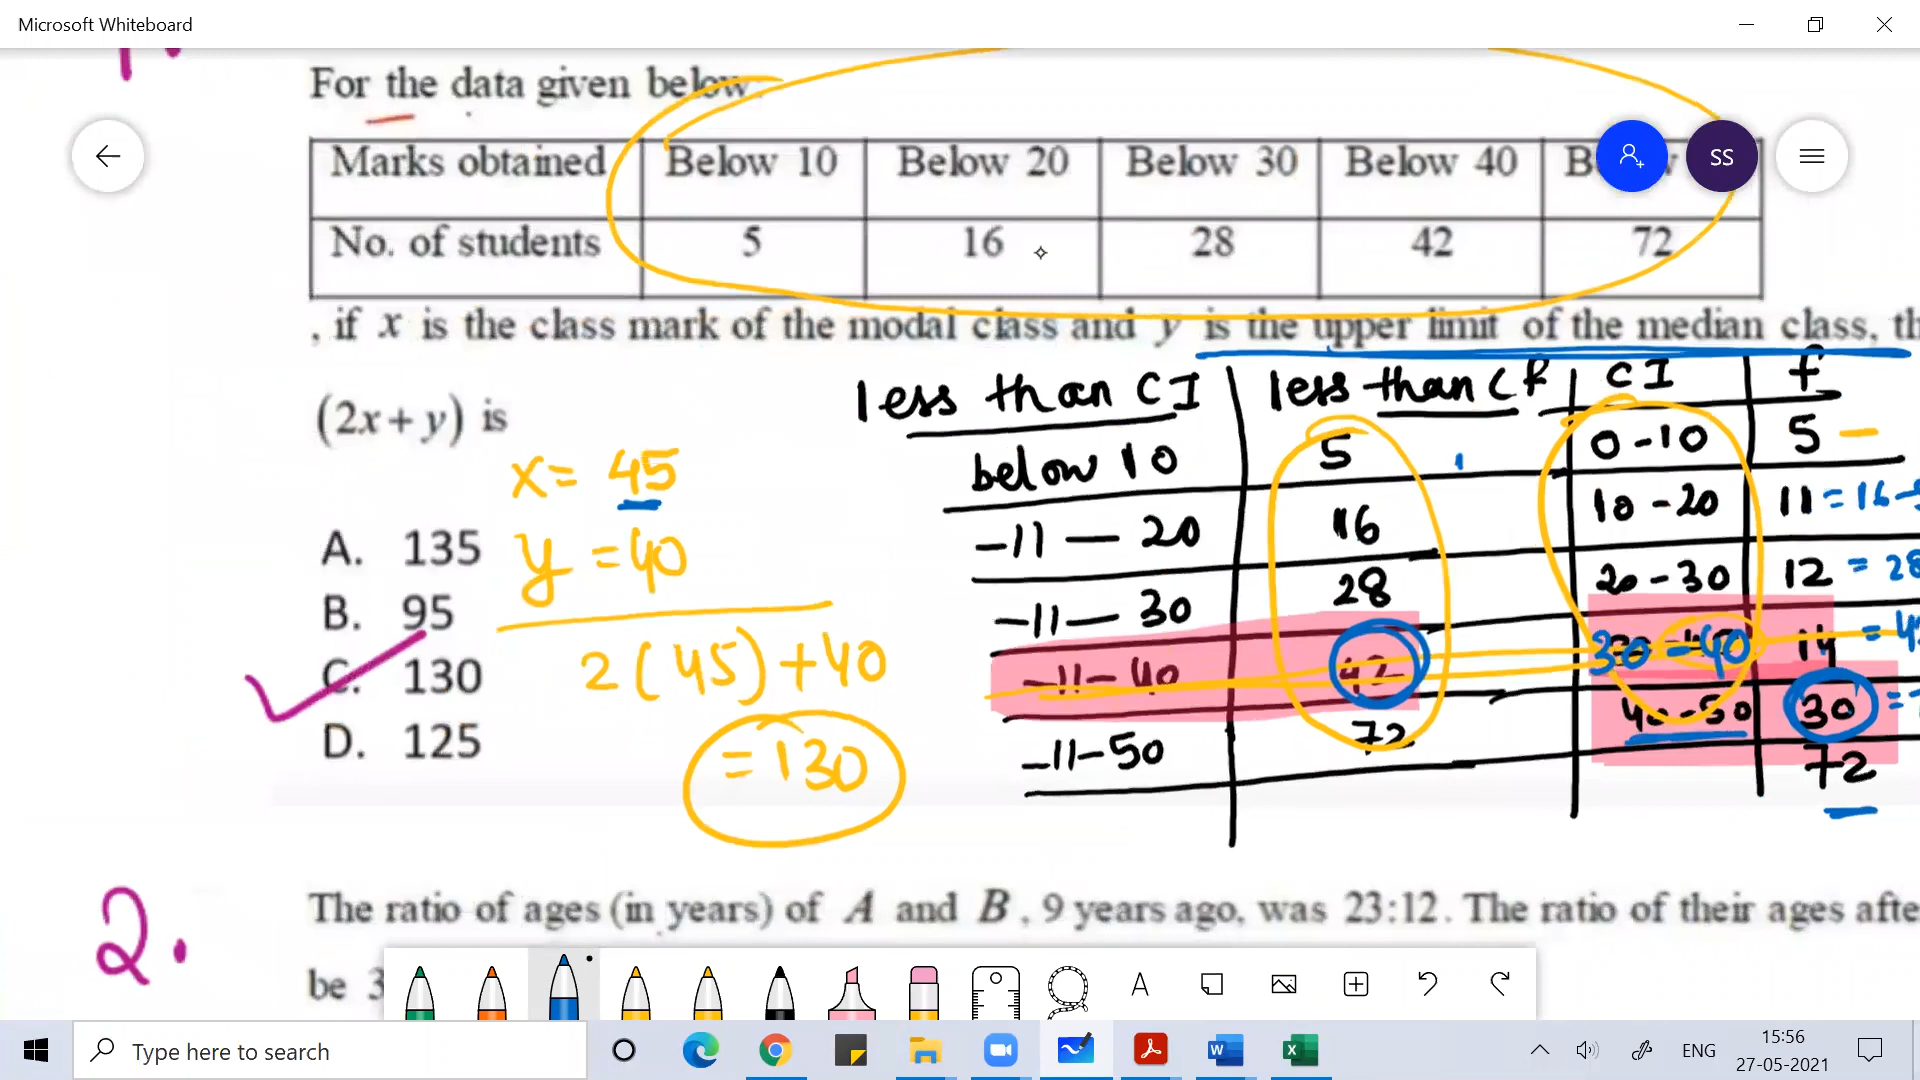 Microsoft Whiteboard
1.
For the data given below:
Marks obtained Below 10 Below 20 Below 30 Below 40
No. of students 5 16 28 42 72
SS
, if x is the class mark of the modal class and y is the upper limit of the median class, th
(2x + y) is
A. 135
B. 95
C. 130
D. 125
x = 45
y = 40
2(45)+40
= 130
less than CI less than CF CI f
below 10 5 0-10 5
-11- 20 16 10-20 11 = 16-5
-11- 30 28 20-30 12 = 28
-11-40 42 30-40 14 = 4
-11-50 72 40-50 30 =
72
2.
The ratio of ages (in years) of A and B, 9 years ago, was 23:12. The ratio of their ages afte
be 3
Type here to search
ENG
15:56
27-05-2021